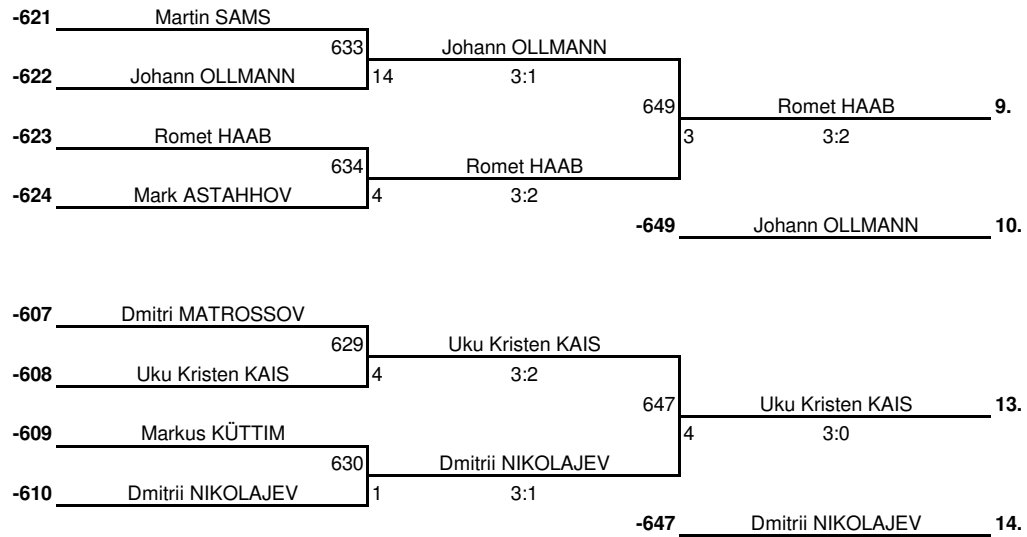 -621 Martin SAMS
633 Johann OLLMANN
-622 Johann OLLMANN 14 3:1
649 Romet HAAB 9.
-623 Romet HAAB 3 3:2
634 Romet HAAB
-624 Mark ASTAHHOV 4 3:2
-649 Johann OLLMANN 10.
-607 Dmitri MATROSSOV
629 Uku Kristen KAIS
-608 Uku Kristen KAIS 4 3:2
647 Uku Kristen KAIS 13.
-609 Markus KÜTTIM 4 3:0
630 Dmitrii NIKOLAJEV
-610 Dmitrii NIKOLAJEV 1 3:1
-647 Dmitrii NIKOLAJEV 14.